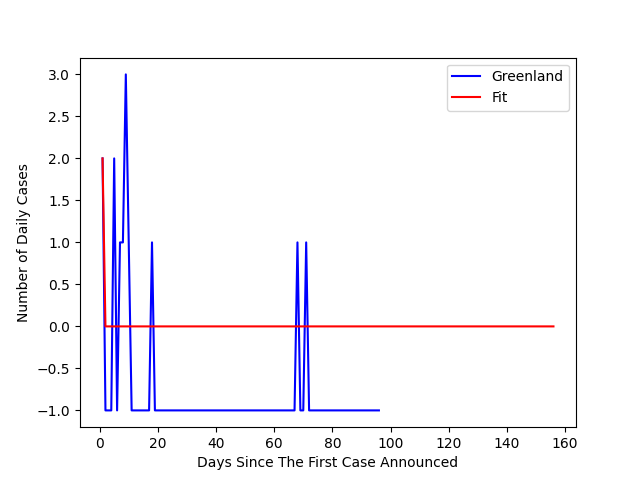 Greenland
Fit
3.0
2.5
2.0
1.5
1.0
0.5
0.0
−0.5
−1.0
Number of Daily Cases
0 20 40 60 80 100 120 140 160
Days Since The First Case Announced